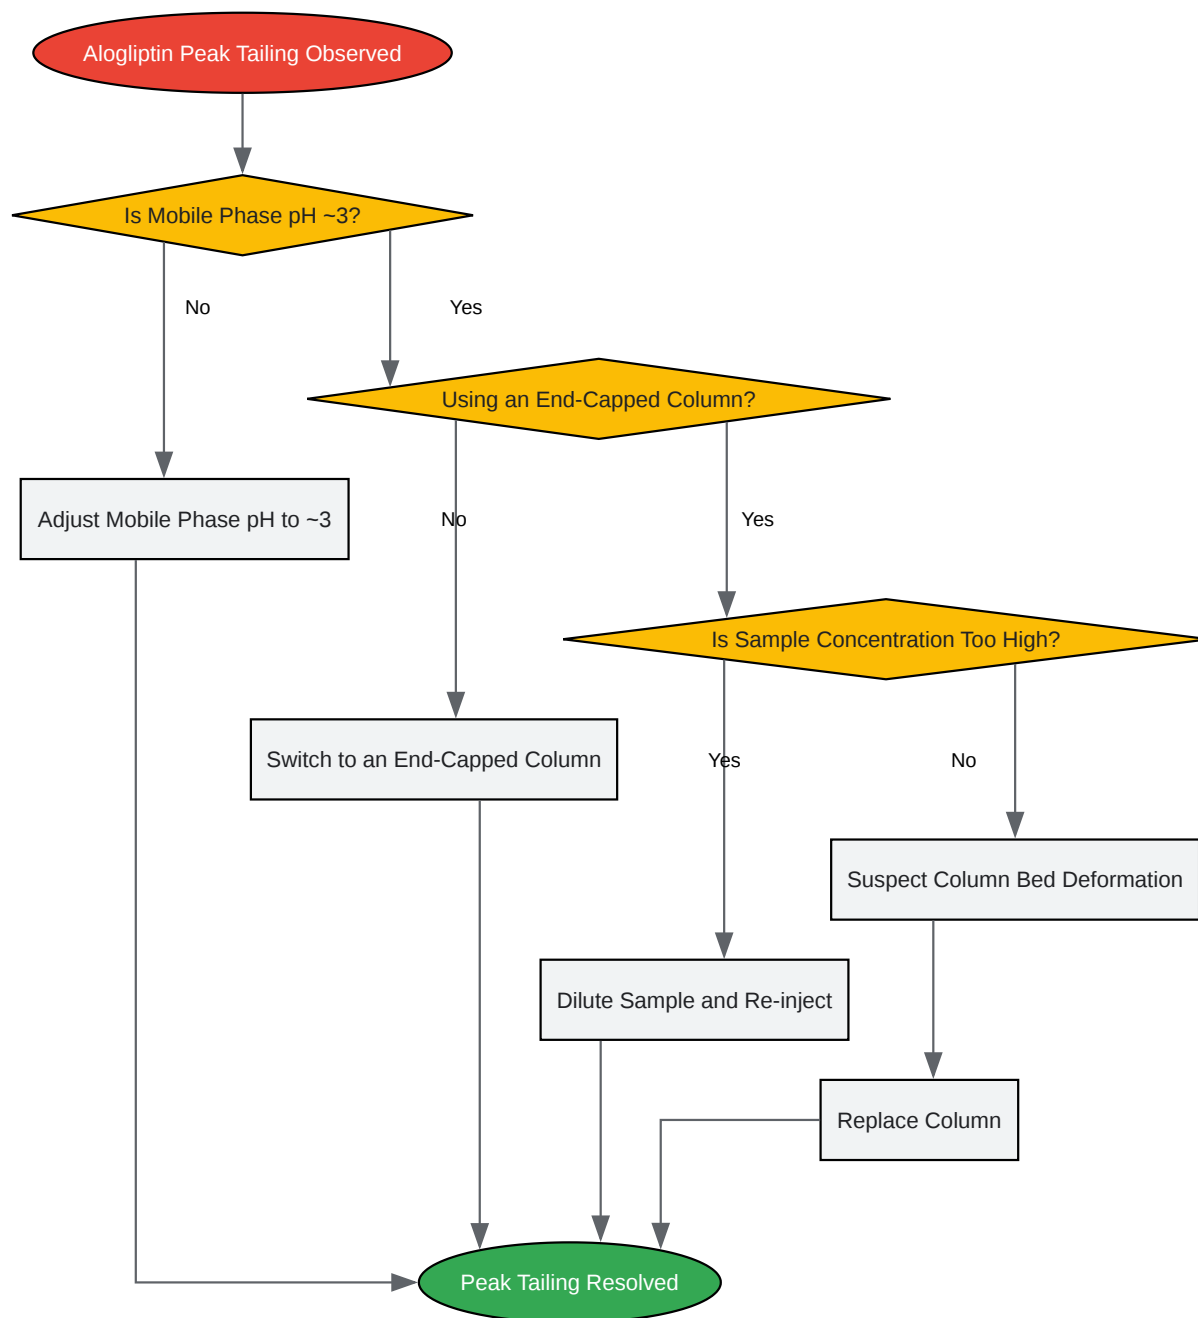 Alogliptin Peak Tailing Observed
Is Mobile Phase pH ~3?
No
Yes
Using an End-Capped Column?
Adjust Mobile Phase pH to ~3
No
Yes
Is Sample Concentration Too High?
Switch to an End-Capped Column
Yes
No
Suspect Column Bed Deformation
Dilute Sample and Re-inject
Replace Column
Peak Tailing Resolved